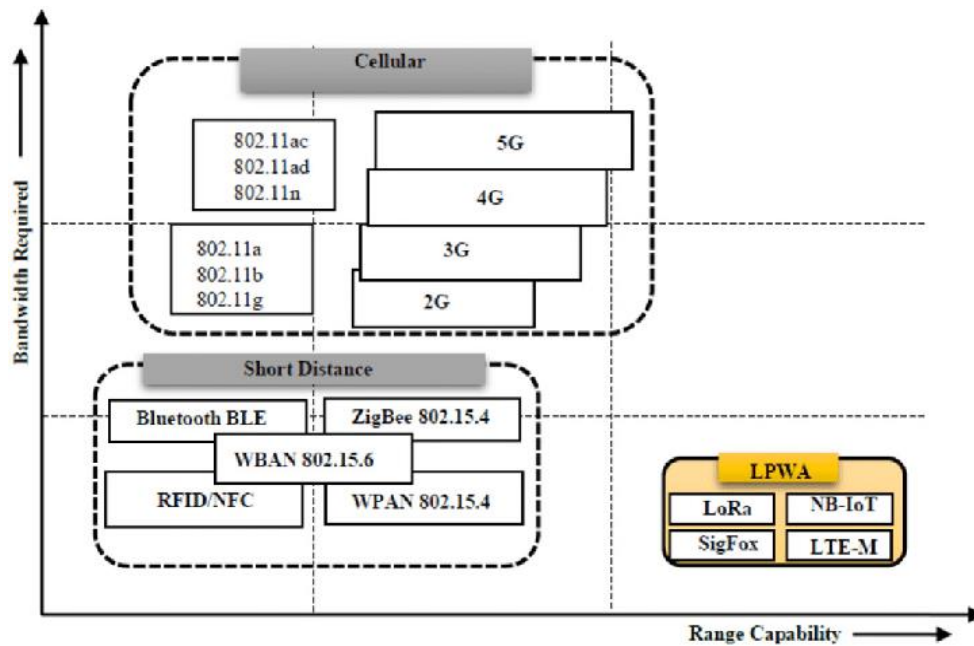 Cellular
802.11ac
802.11ad
802.11n
5G
4G
802.11a
802.11b
802.11g
3G
2G
Bandwidth Required
Short Distance
Bluetooth BLE
ZigBee 802.15.4
WBAN 802.15.6
RFID/NFC
WPAN 802.15.4
LPWA
LoRa
NB-IoT
SigFox
LTE-M
Range Capability